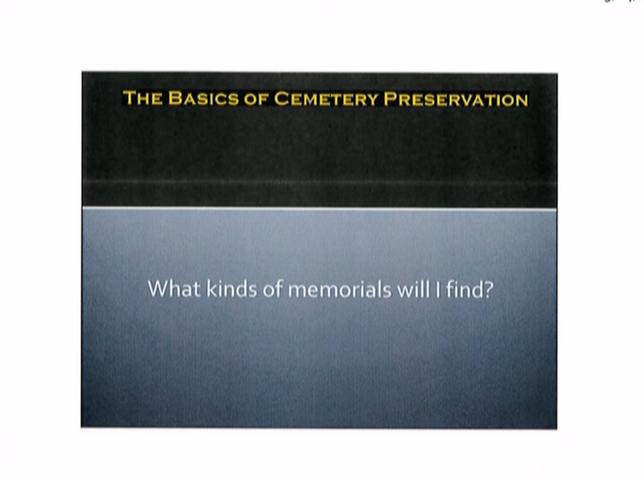 The Basics of Cemetery Preservation
What kinds of memorials will I find?